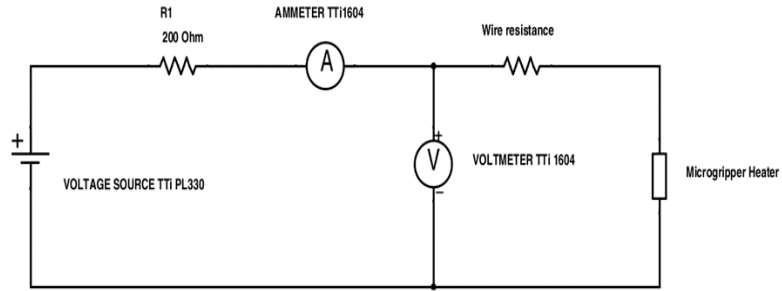 R1
200 Ohm
AMMETER TTi1604
A
Wire resistance
+
+
V
-
VOLTMETER TTi 1604
VOLTAGE SOURCE TTi PL330
Microgripper Heater